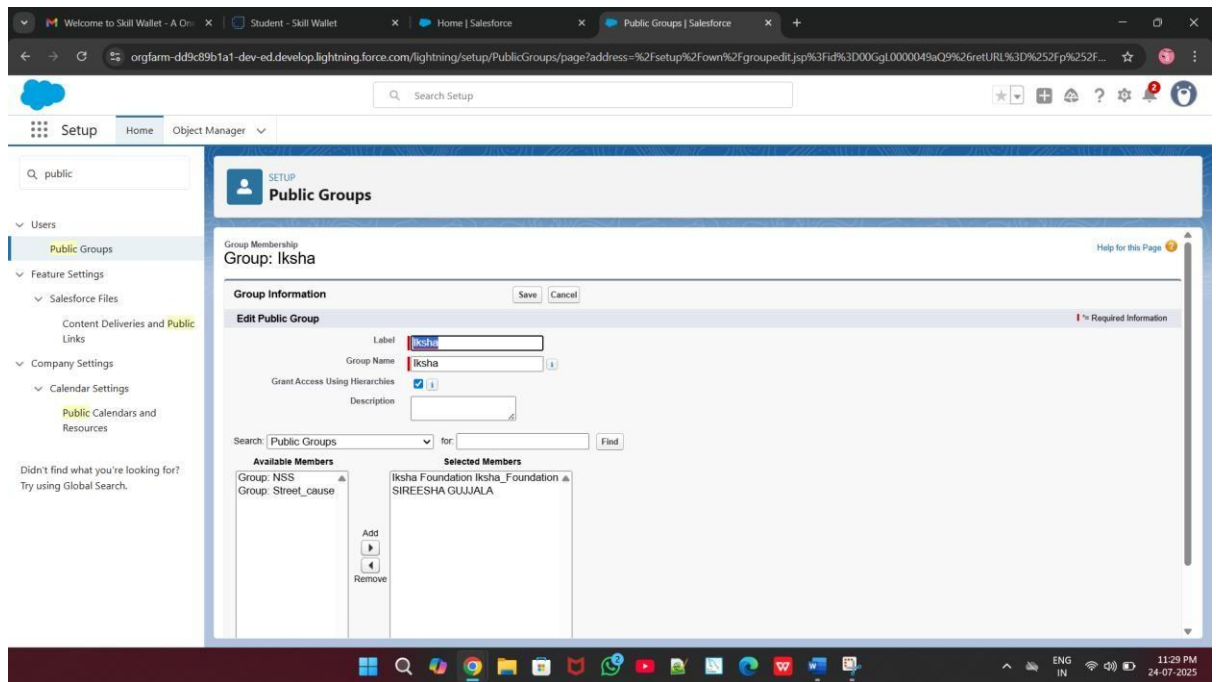 Welcome to Skill Wallet - A On
Student - Skill Wallet
Home | Salesforce
Public Groups | Salesforce
orgfarm-dd9c89b1a1-dev-ed.develop.lightning.force.com/lightning/setup/PublicGroups/page?address=%2Fsetup%2Fown%2Fgroupedit.jsp%3Fid%3D00GgL0000049aQ9%26retURL%3D%252Fp%252F...
Search Setup
2
Setup Home Object Manager
public
Users
Public Groups
Feature Settings
Salesforce Files
Content Deliveries and Public
Links
Company Settings
Calendar Settings
Public Calendars and
Resources
Didn't find what you're looking for?
Try using Global Search.
SETUP
Public Groups
Group Membership
Group: Iksha
Help for this Page
Group Information Save Cancel
Edit Public Group = Required Information
Label Iksha
Group Name Iksha
Grant Access Using Hierarchies
Description
Search: Public Groups for: Find
Available Members Selected Members
Group: NSS
Group: Street_cause
Iksha Foundation Iksha_Foundation
SIREESHA GUJJALA
Add
Remove
ENG
IN
11:29 PM
24-07-2025